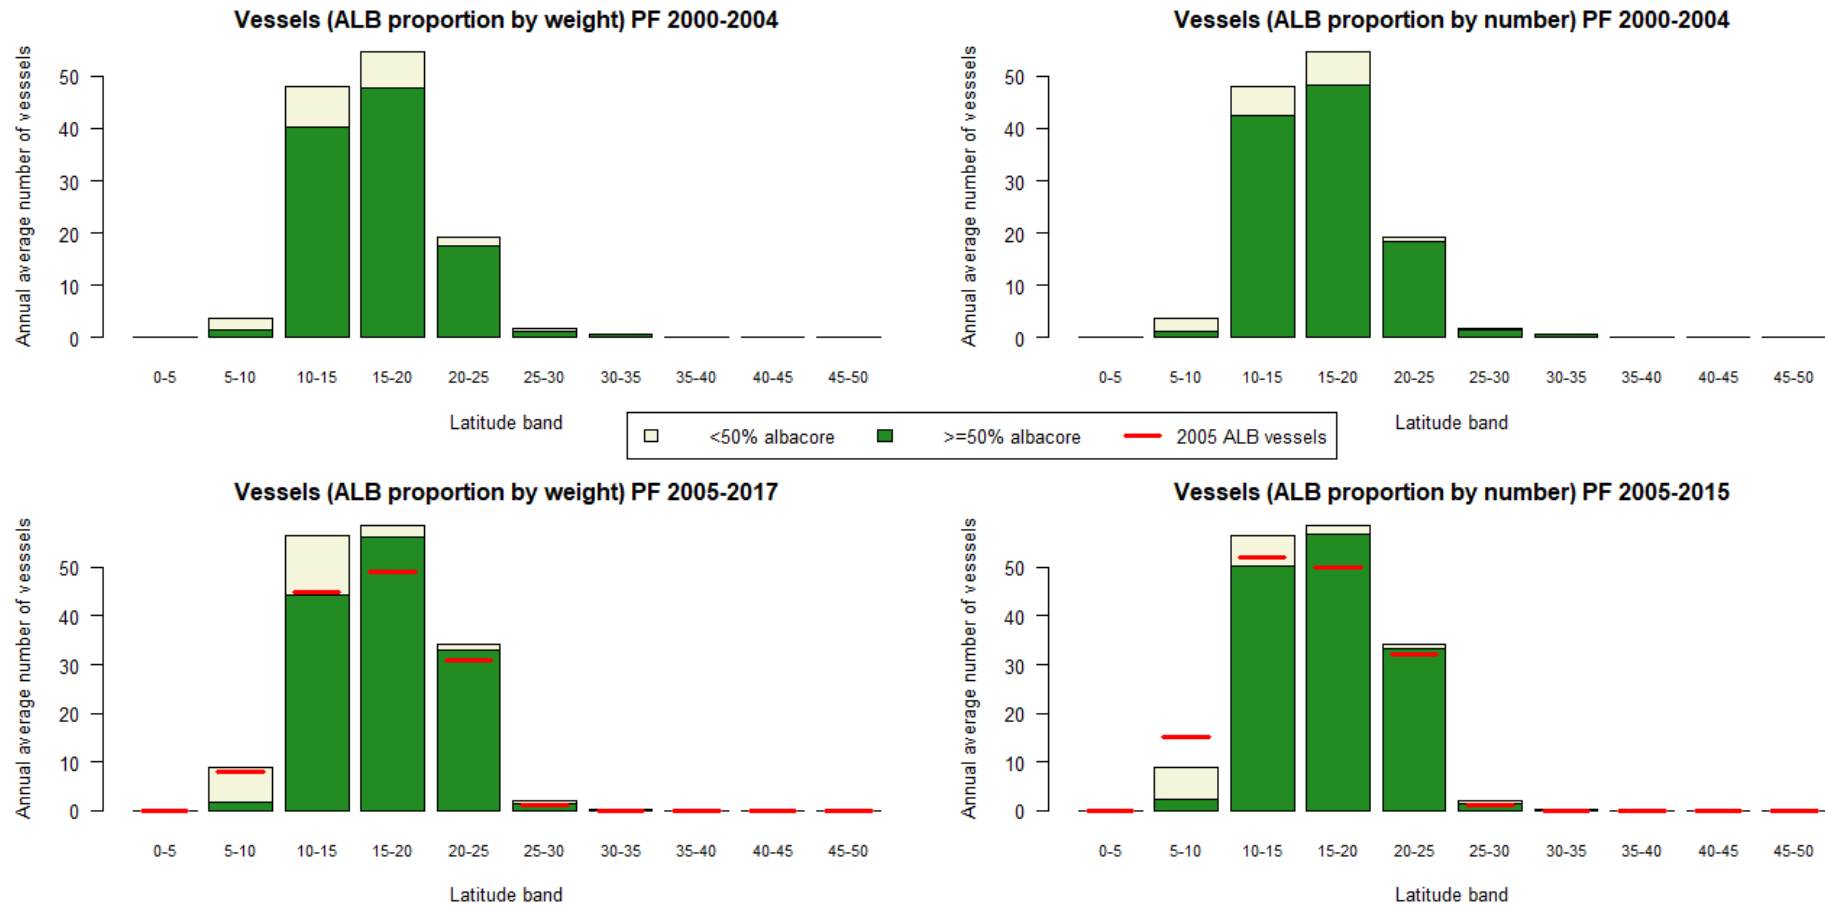 Vessels (ALB proportion by weight) PF 2000-2004
Annual average number of vesssels
50
40
30
20
10
0
0-5 5-10 10-15 15-20 20-25 25-30 30-35 35-40 40-45 45-50
Latitude band
Vessels (ALB proportion by number) PF 2000-2004
Annual average number of vesssels
50
40
30
20
10
0
0-5 5-10 10-15 15-20 20-25 25-30 30-35 35-40 40-45 45-50
Latitude band
<50% albacore >=50% albacore 2005 ALB vessels
Vessels (ALB proportion by weight) PF 2005-2017
Annual average number of vesssels
50
40
30
20
10
0
0-5 5-10 10-15 15-20 20-25 25-30 30-35 35-40 40-45 45-50
Latitude band
Vessels (ALB proportion by number) PF 2005-2015
Annual average number of vesssels
50
40
30
20
10
0
0-5 5-10 10-15 15-20 20-25 25-30 30-35 35-40 40-45 45-50
Latitude band